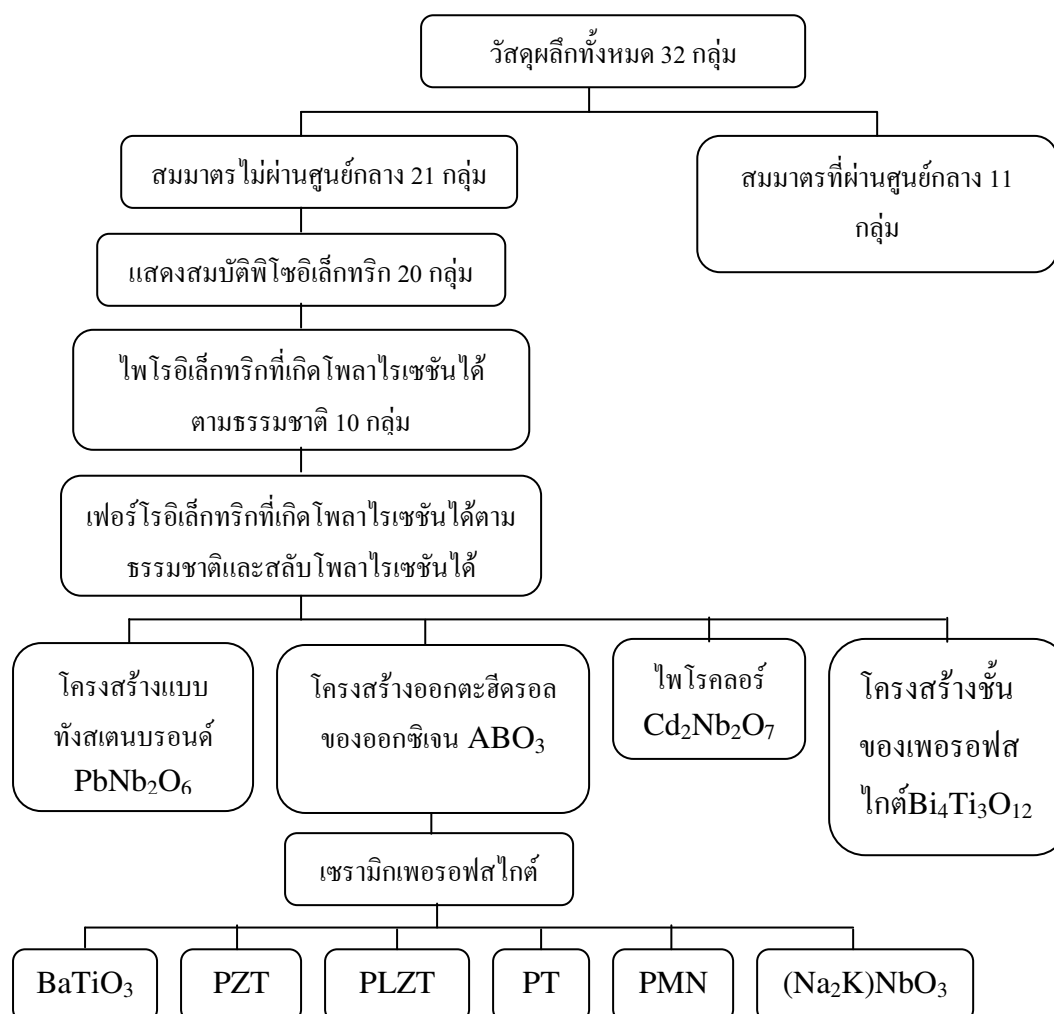 วัสดุผลึกทั้งหมด 32 กลุ่ม
สมมาตรไม่ผ่านศูนย์กลาง 21 กลุ่ม
สมมาตรที่ผ่านศูนย์กลาง 11
กลุ่ม
แสดงสมบัติพิโซอิเล็กทริก 20 กลุ่ม
ไพโรอิเล็กทริกที่เกิดโพลาไรเซชันได้
ตามธรรมชาติ 10 กลุ่ม
เฟอร์โรอิเล็กทริกที่เกิดโพลาไรเซชันได้ตาม
ธรรมชาติและสลับโพลาไรเซชันได้
โครงสร้างแบบ
ทังสเตนบรอนด์
PbNb₂O₆
โครงสร้างออกตะฮีดรอล
ของออกซิเจน ABO₃
ไพโรคลอร์
Cd₂Nb₂O₇
โครงสร้างชั้น
ของเพอรอฟส
ไกต์Bi₄Ti₃O₁₂
เซรามิกเพอรอฟสไกต์
BaTiO₃
PZT
PLZT
PT
PMN
(Na₂K)NbO₃